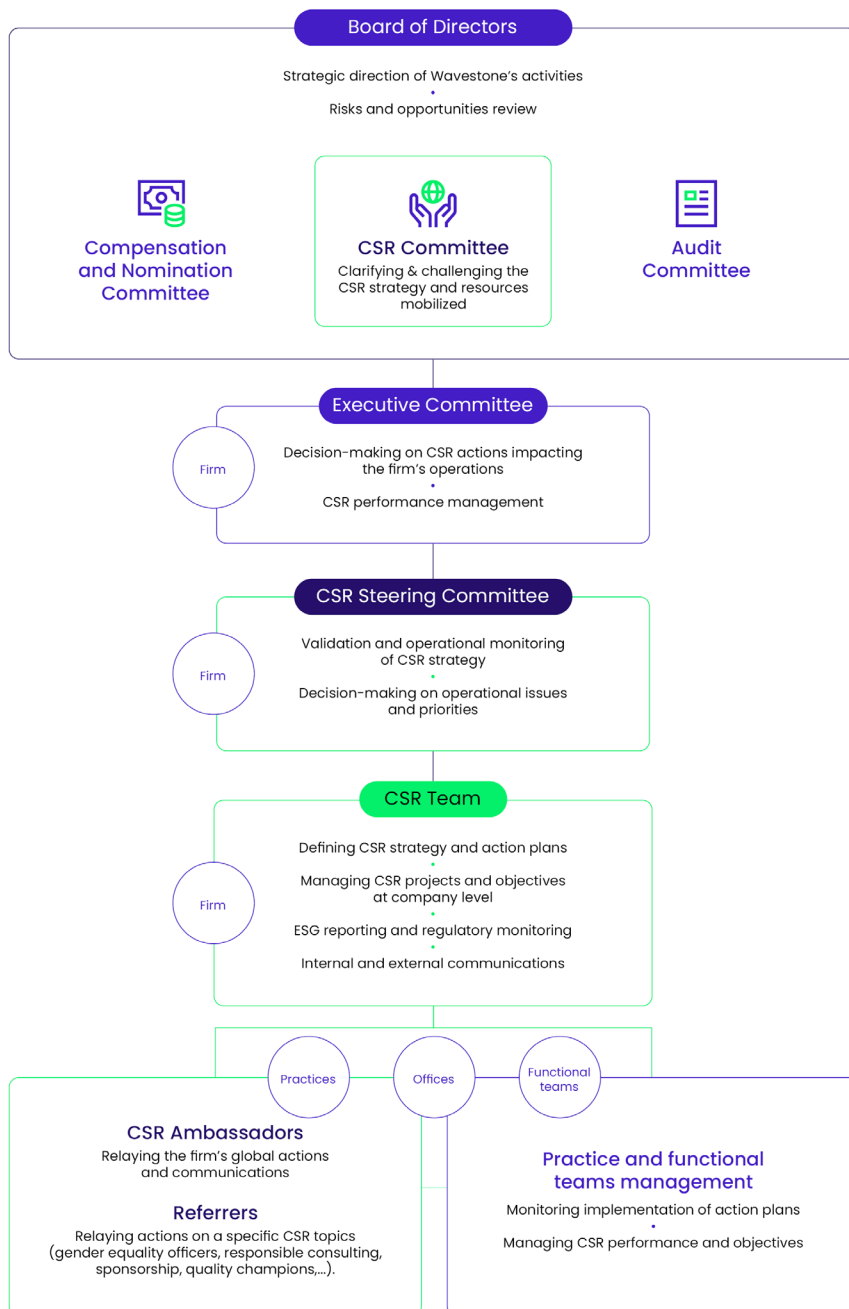 Board of Directors
Strategic direction of Wavestone’s activities
•
Risks and opportunities review
Compensation
and Nomination
Committee
CSR Committee
Clarifying & challenging the
CSR strategy and resources
mobilized
Audit
Committee
Executive Committee
Firm
Decision-making on CSR actions impacting
the firm’s operations
•
CSR performance management
CSR Steering Committee
Firm
Validation and operational monitoring
of CSR strategy
•
Decision-making on operational issues
and priorities
CSR Team
Firm
Defining CSR strategy and action plans
•
Managing CSR projects and objectives
at company level
•
ESG reporting and regulatory monitoring
•
Internal and external communications
Practices
Offices
Functional
teams
CSR Ambassadors
Relaying the firm’s global actions
and communications
Referrers
Relaying actions on a specific CSR topics
(gender equality officers, responsible consulting,
sponsorship, quality champions,...).
Practice and functional
teams management
Monitoring implementation of action plans
•
Managing CSR performance and objectives